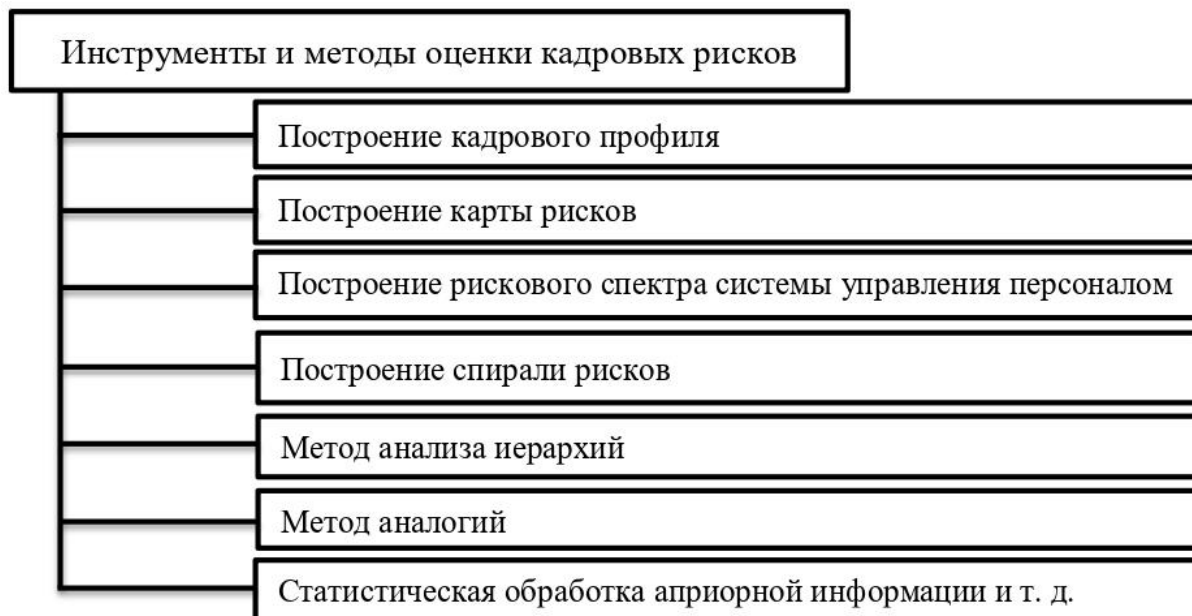 Инструменты и методы оценки кадровых рисков
Построение кадрового профиля
Построение карты рисков
Построение рискового спектра системы управления персоналом
Построение спирали рисков
Метод анализа иерархий
Метод аналогий
Статистическая обработка априорной информации и т. д.